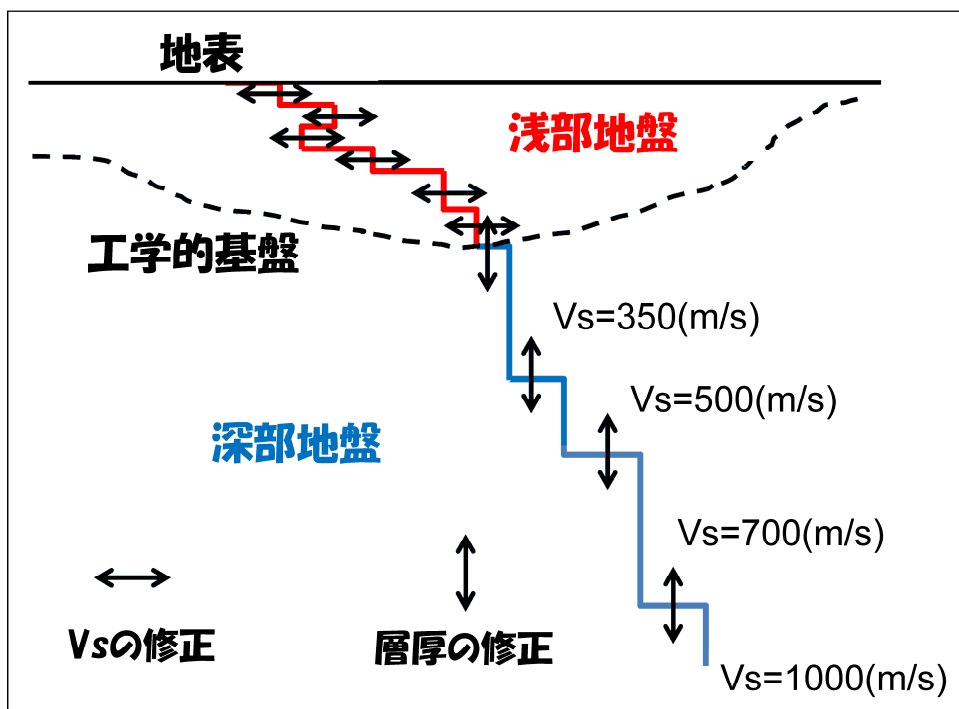 地表
浅部地盤
工学的基盤
Vs=350(m/s)
Vs=500(m/s)
深部地盤
Vs=700(m/s)
Vsの修正
層厚の修正
Vs=1000(m/s)